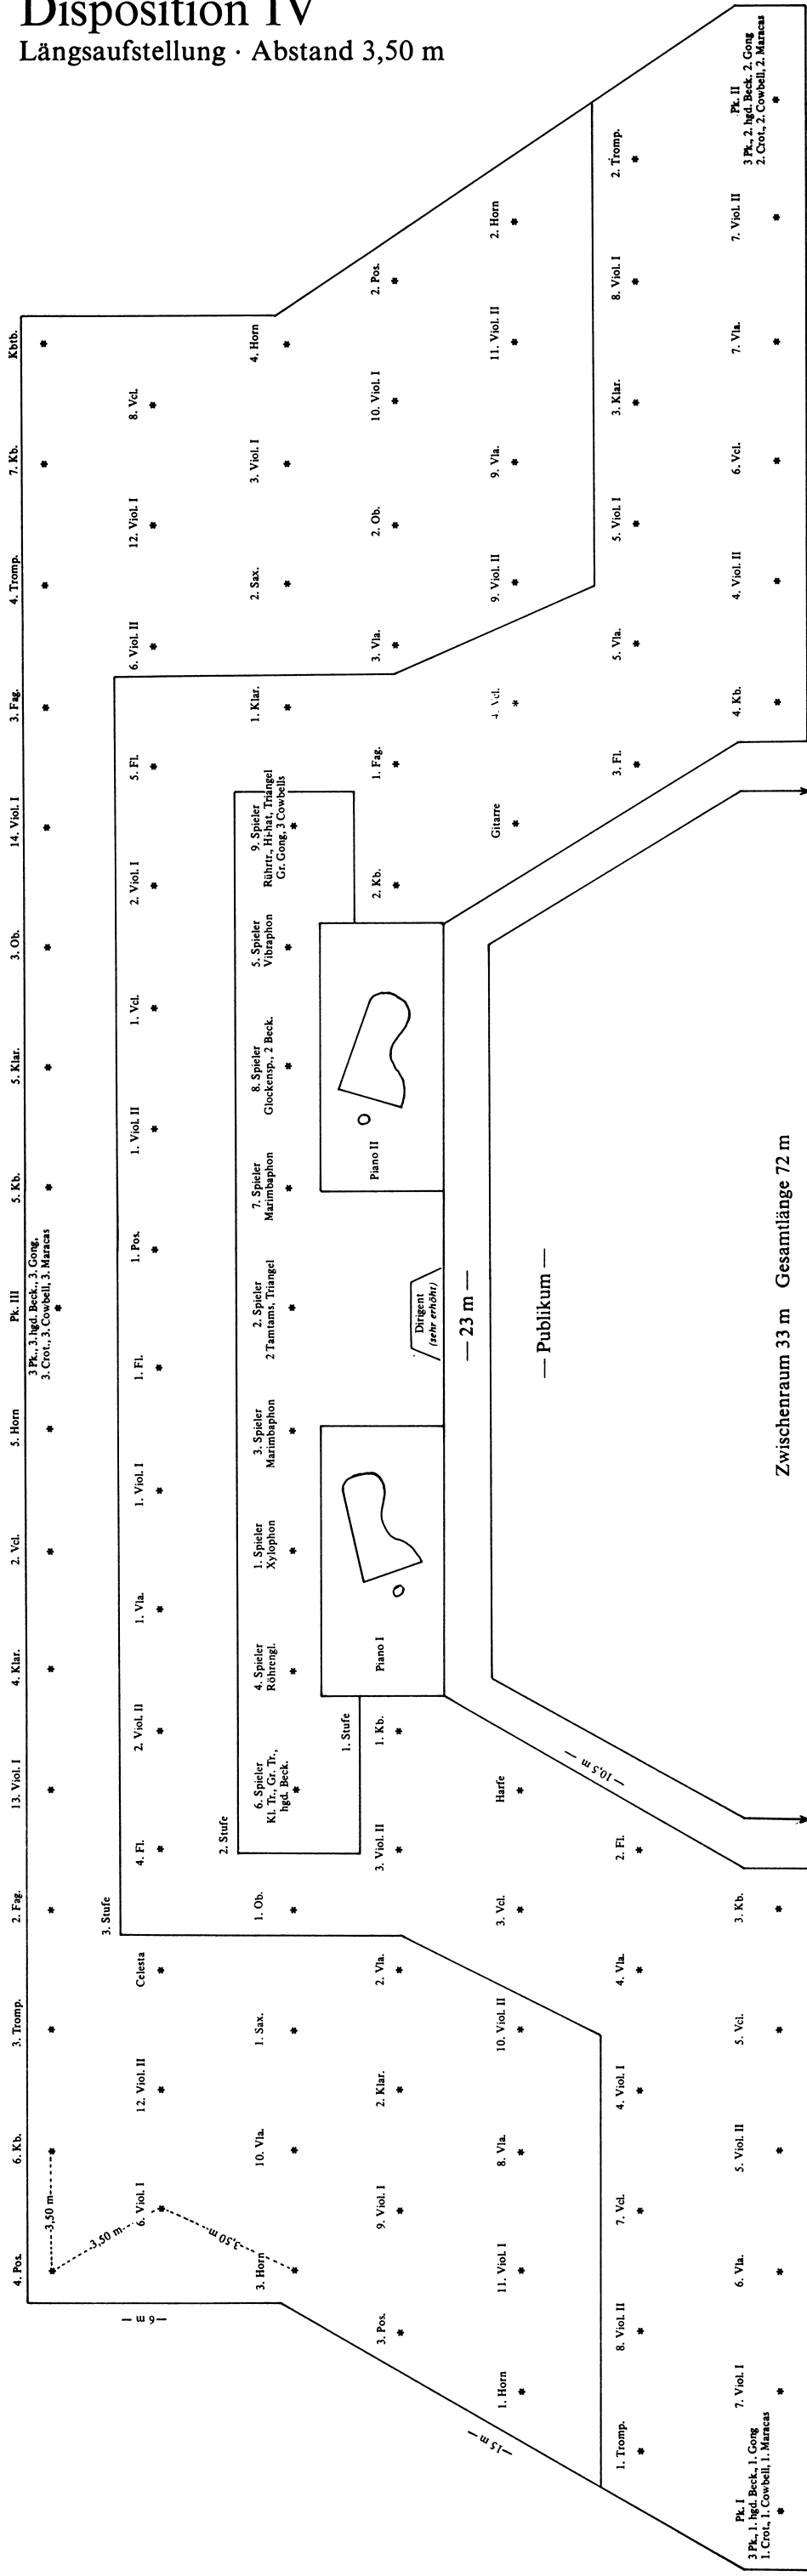 Disposition IV
Längsaufstellung · Abstand 3,50 m
4. Pos.
6. Kb.
3. Tromp.
2. Fag.
13. Viol. I
4. Klar.
2. Vcl.
5. Horn
Pk. III
3 Pk., 3. hgd. Beck., 3. Gong,
3. Crot., 3. Cowbell, 3. Maracas
5. Kb.
5. Klar.
3. Ob.
14. Viol. I
3. Fag.
4. Tromp.
7. Kb.
Kbtb.
3,50 m
3,50 m
3,50 m
— 6 m —
3. Stufe
6. Viol. I
12. Viol. II
Celesta
4. Fl.
2. Viol. II
1. Vla.
1. Viol. I
1. Fl.
1. Pos.
1. Viol. II
1. Vcl.
2. Viol. I
5. Fl.
6. Viol. II
12. Viol. I
8. Vcl.
2. Stufe
3. Horn
10. Vla.
1. Sax.
1. Ob.
6. Spieler
Kl. Tr., Gr. Tr.,
hgd. Beck.
4. Spieler
Röhrengl.
1. Spieler
Xylophon
3. Spieler
Marimbaphon
2. Spieler
2 Tamtams, Triangel
7. Spieler
Marimbaphon
8. Spieler
Glockensp., 2 Beck.
5. Spieler
Vibraphon
9. Spieler
Rührtr., Hi-hat, Triangel
Gr. Gong, 3 Cowbells
1. Klar.
2. Sax.
3. Viol. I
4. Horn
1. Stufe
3. Pos.
9. Viol. I
2. Klar.
2. Vla.
3. Viol. II
1. Kb.
Piano I
Dirigent
(sehr erhöht)
Piano II
2. Kb.
1. Fag.
3. Vla.
2. Ob.
10. Viol. I
2. Pos.
— 15 m —
— 23 m —
1. Horn
11. Viol. I
8. Vla.
10. Viol. II
3. Vcl.
Harfe
Gitarre
4. Vcl.
9. Viol. II
9. Vla.
11. Viol. II
2. Horn
— Publikum —
— 10,5 m —
1. Tromp.
8. Viol. II
7. Vcl.
4. Viol. I
4. Vla.
2. Fl.
3. Fl.
5. Vla.
5. Viol. I
3. Klar.
8. Viol. I
2. Tromp.
Pk. I
3 Pk., 1. hgd. Beck., 1. Gong
1. Crot., 1. Cowbell, 1. Maracas
7. Viol. I
6. Vla.
5. Viol. II
5. Vcl.
3. Kb.
4. Kb.
4. Viol. II
6. Vcl.
7. Vla.
7. Viol. II
Pk. II
3 Pk., 2. hgd. Beck. 2. Gong
2. Crot., 2. Cowbell, 2. Maracas
Zwischenraum 33 m Gesamtlänge 72 m